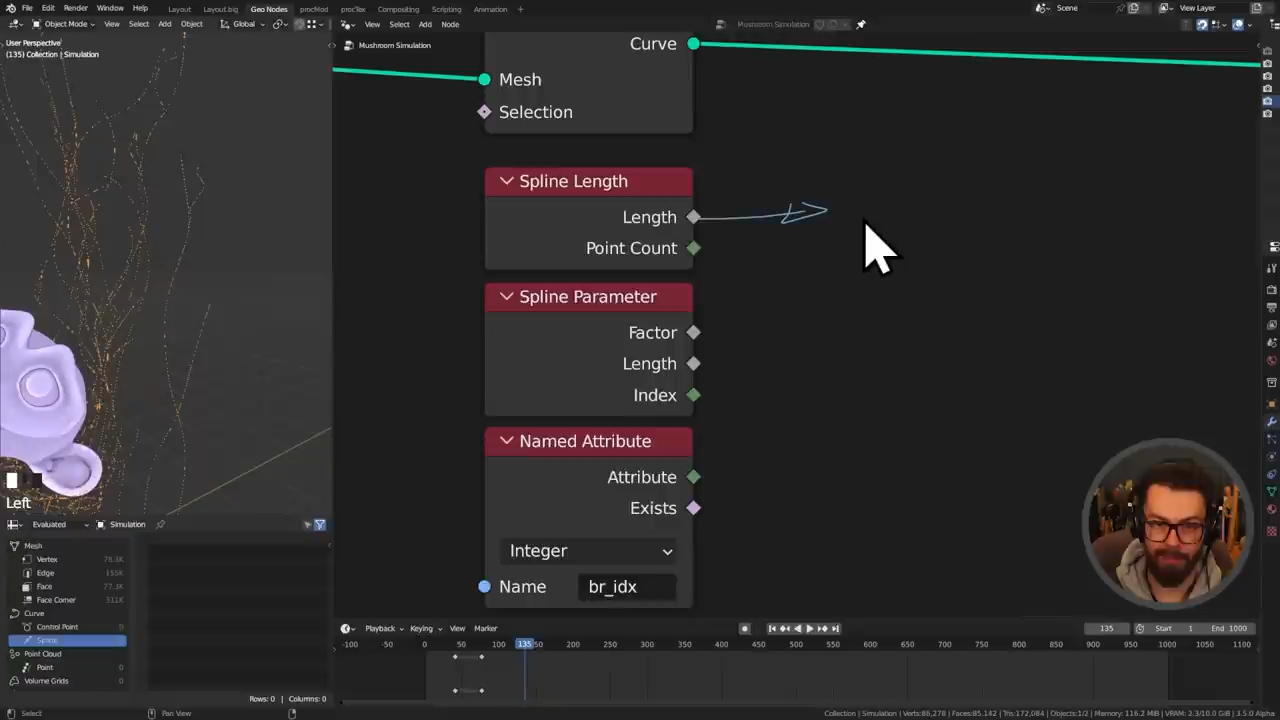 File Edit Render Window Help Layout Layout.big Geo Nodes procMod procTex Compositing Scripting Animation + Scene View Layer
Object Mode View Select Add Object Global View Select Add Node Mushroom Simulation
User Perspective
(135) Collection | Simulation
Mushroom Simulation
Curve
Mesh
Selection
Spline Length
Length
Point Count
Spline Parameter
Factor
Length
Index
Named Attribute
Attribute
Exists
Integer
Name br_idx
Left
Evaluated Simulation
Mesh
Vertex 78.3K
Edge 155K
Face 77.3K
Face Corner 311K
Curve
Control Point 0
Spline
Point Cloud
Point 0
Volume Grids
Rows: 0 | Columns: 0
Playback Keying View Marker 135 Start 1 End 1000
-100 -50 0 50 100 135 150 200 250 300 350 400 450 500 550 600 650 700 750 800 850 900 950 1000 1050 1100
Select Pan View Collection | Simulation | Verts:86,278 | Faces:85,142 | Tris:172,084 | Objects:1/2 | Memory: 116.2 MiB | VRAM: 2.3/10.0 GiB | 3.5.0 Alpha